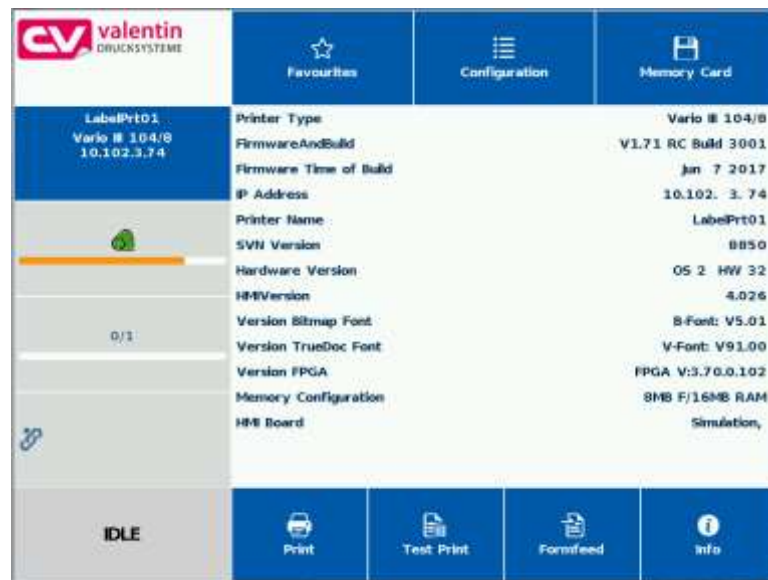 CV valentin
DRUCKSYSTEME
Favourites
Configuration
Memory Card
LabelPrt01
Vario III 104/8
10.102.3.74
Printer Type Vario III 104/8
FirmwareAndBuild V1.71 RC Build 3001
Firmware Time of Build Jun 7 2017
IP Address 10.102. 3. 74
Printer Name LabelPrt01
SVN Version 8850
Hardware Version OS 2 HW 32
HMIVersion 4.026
Version Bitmap Font B-Font: V5.01
Version TrueDoc Font V-Font: V91.00
Version FPGA FPGA V:3.70.0.102
Memory Configuration 8MB F/16MB RAM
HMI Board Simulation,
0/1
IDLE
Print
Test Print
Formfeed
Info